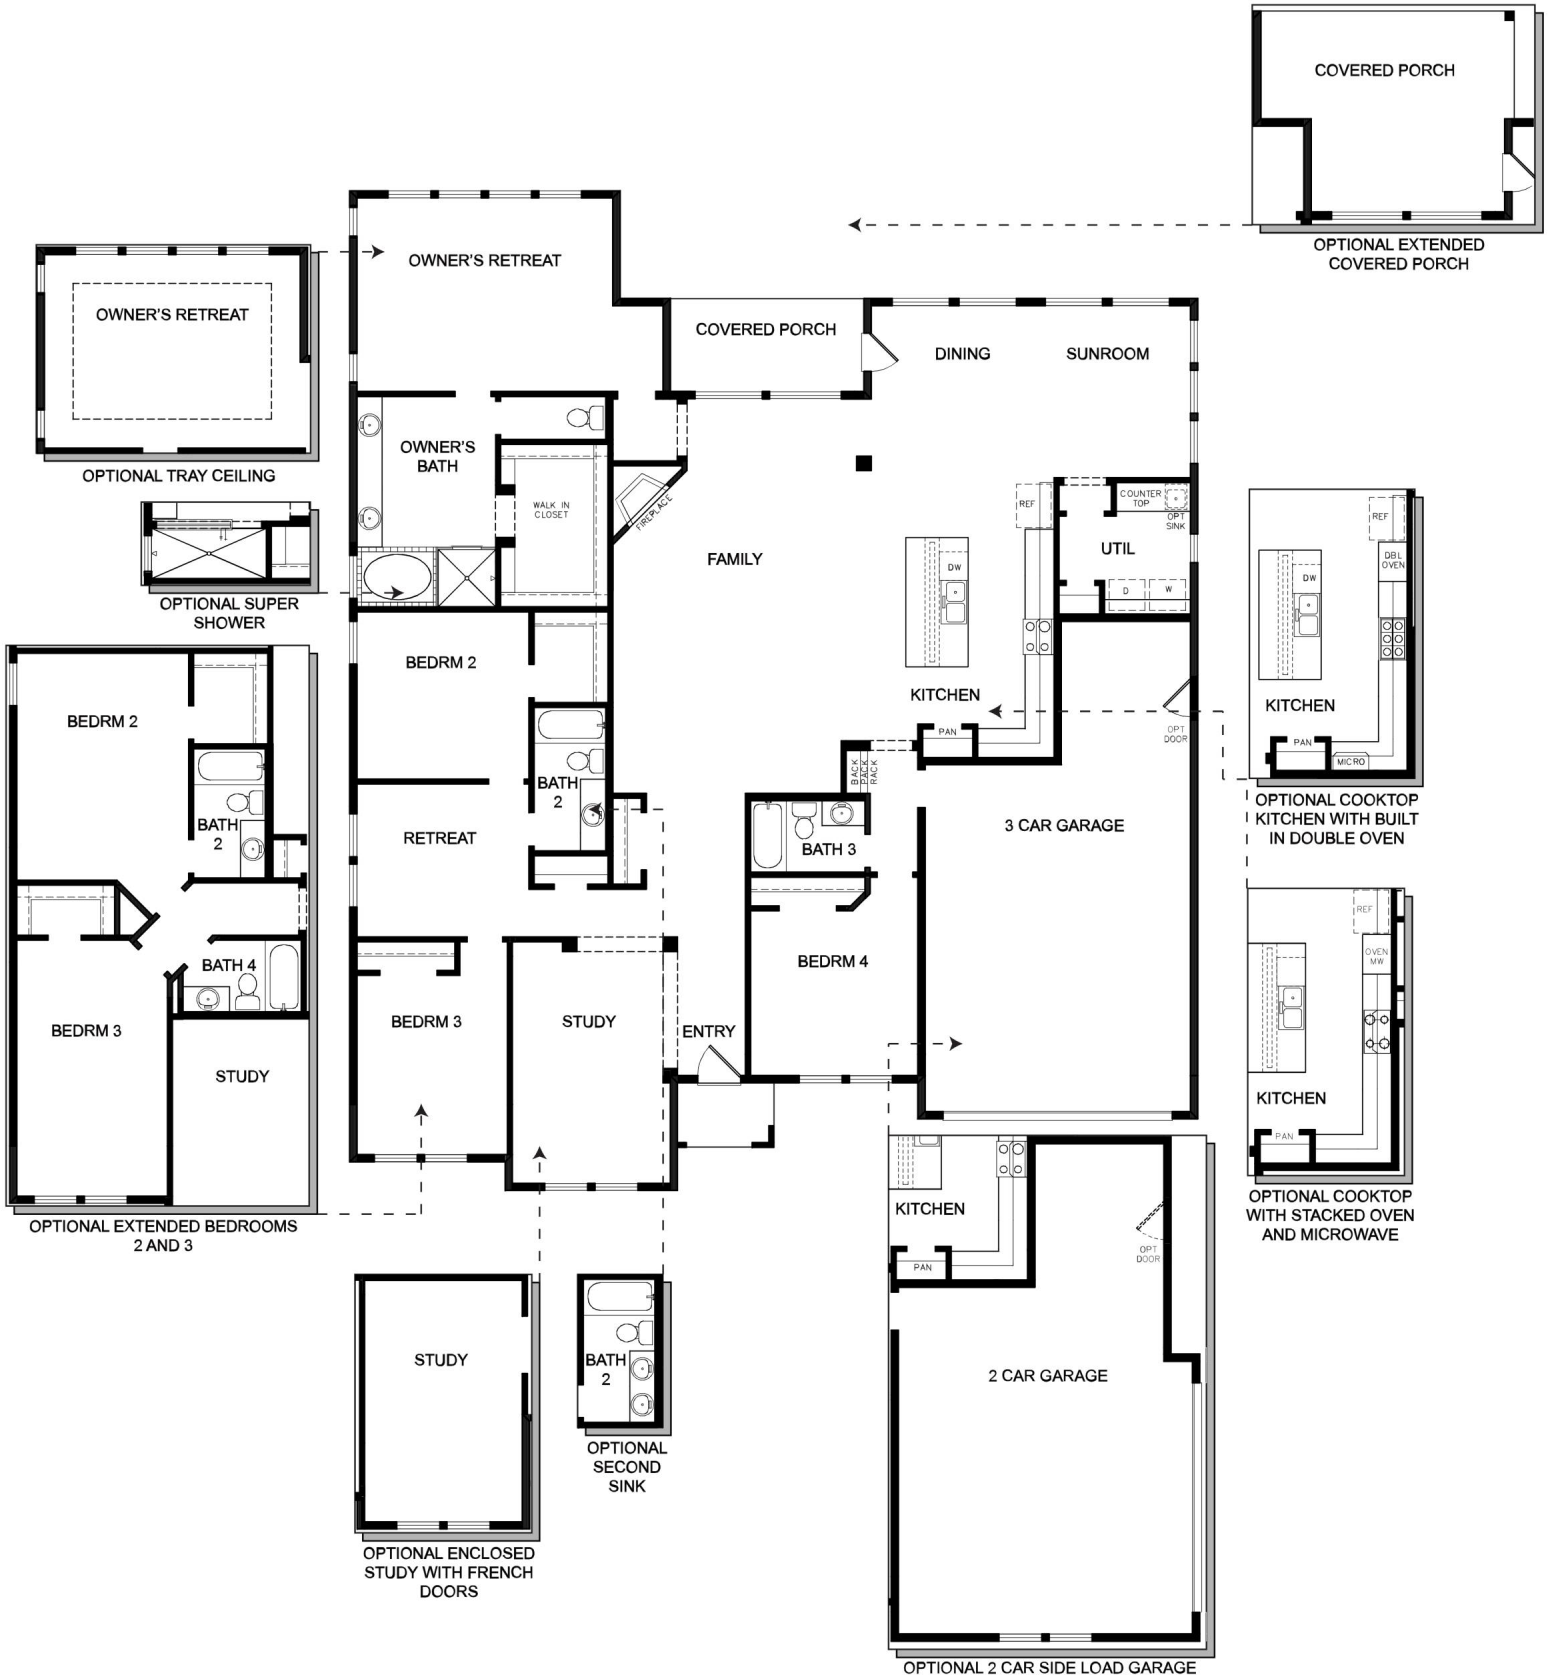 COVERED PORCH
OPTIONAL EXTENDED
COVERED PORCH
OWNER'S RETREAT
OWNER'S RETREAT
OPTIONAL TRAY CEILING
COVERED PORCH
DINING
SUNROOM
OWNER'S
BATH
WALK IN
CLOSET
FIREPLACE
FAMILY
REF
COUNTER
TOP
OPT
SINK
UTIL
D
W
DW
KITCHEN
PAN
OPT
DOOR
OPTIONAL SUPER
SHOWER
REF
DBL
OVEN
DW
KITCHEN
PAN
MICRO
OPTIONAL COOKTOP
KITCHEN WITH BUILT
IN DOUBLE OVEN
BEDRM 2
BEDRM 2
BATH
2
BACK
PACK
RACK
RETREAT
BATH
2
BATH 3
3 CAR GARAGE
BEDRM 4
BATH 4
BEDRM 3
STUDY
BEDRM 3
STUDY
ENTRY
REF
OVEN
MW
KITCHEN
PAN
OPTIONAL COOKTOP
WITH STACKED OVEN
AND MICROWAVE
OPTIONAL EXTENDED BEDROOMS
2 AND 3
KITCHEN
PAN
OPT
DOOR
STUDY
BATH
2
2 CAR GARAGE
OPTIONAL
SECOND
SINK
OPTIONAL ENCLOSED
STUDY WITH FRENCH
DOORS
OPTIONAL 2 CAR SIDE LOAD GARAGE